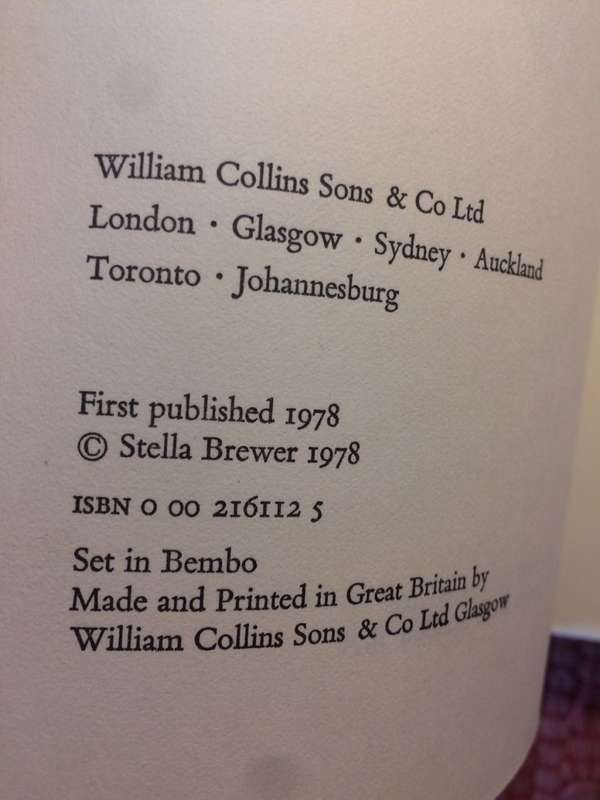 William Collins Sons & Co Ltd
London · Glasgow · Sydney · Auckland
Toronto · Johannesburg
First published 1978
© Stella Brewer 1978
ISBN 0 00 216112 5
Set in Bembo
Made and Printed in Great Britain by
William Collins Sons & Co Ltd Glasgow